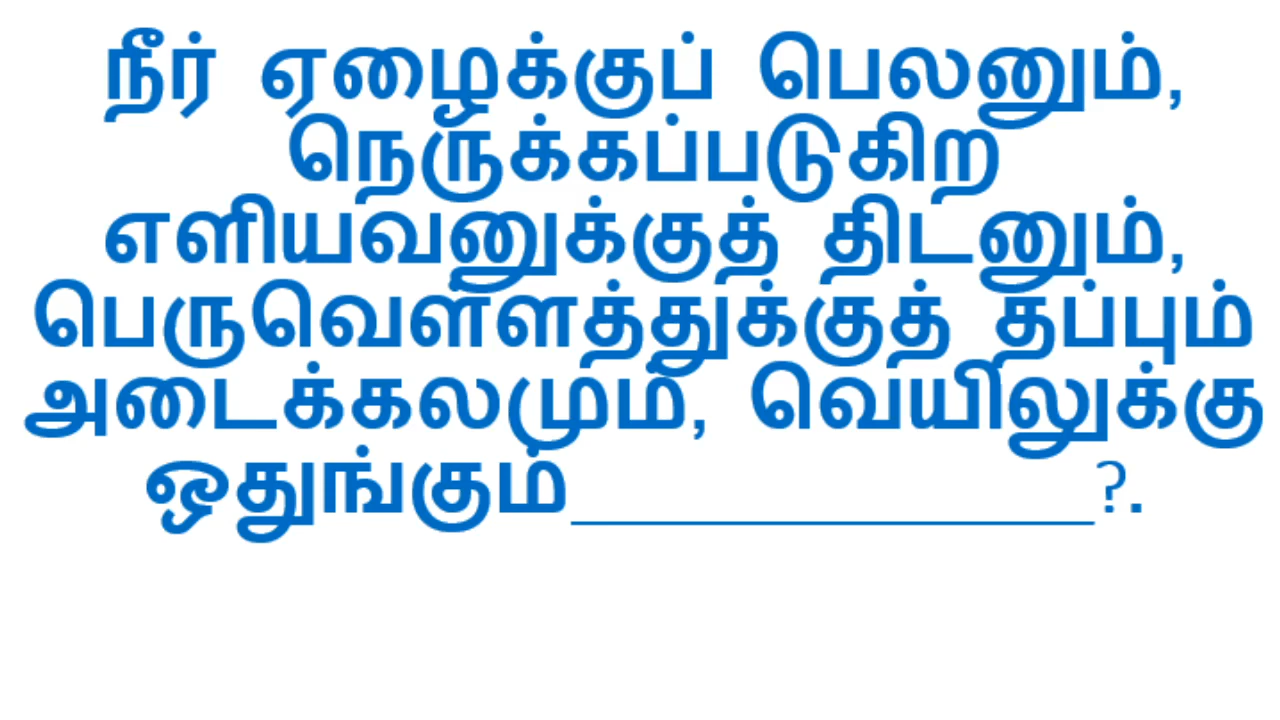 நீர் ஏழைக்குப் பெலனும்,
நெருக்கப்படுகிற
எளியவனுக்குத் திடனும்,
பெருவெள்ளத்துக்குத் தப்பும்
அடைக்கலமும், வெயிலுக்கு
ஒதுங்கும்______________?.